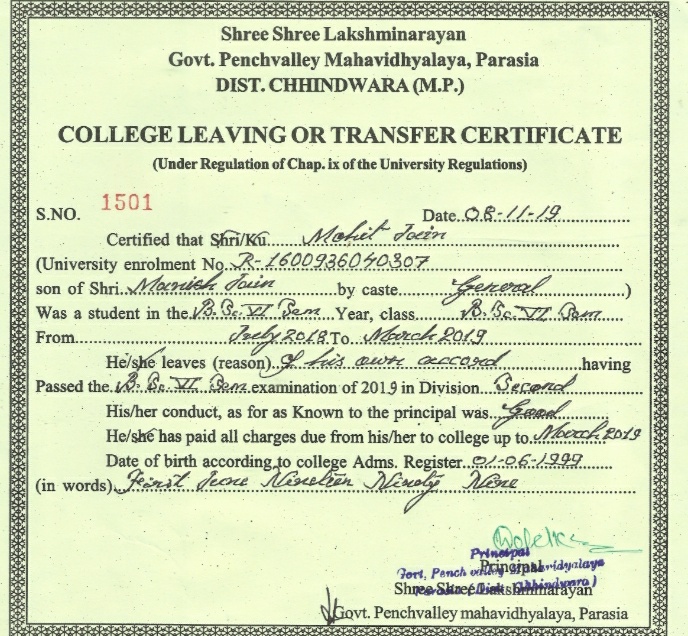 Shree Shree Lakshminarayan
Govt. Penchvalley Mahavidhyalaya, Parasia
DIST. CHHINDWARA (M.P.)
COLLEGE LEAVING OR TRANSFER CERTIFICATE
(Under Regulation of Chap. ix of the University Regulations)
S.NO. 1501 Date 08-11-19
Certified that Shri/Ku. Mohit Jain
(University enrolment No. R-1600936040307
son of Shri. Manish Jain by caste General )
Was a student in the B.Sc. VI Sem Year, class B.Sc. VI Sem
From July 2018 To March 2019
He/she leaves (reason) of his own accord having
Passed the B.Sc. VI Sem examination of 2019 in Division Second
His/her conduct, as for as Known to the principal was Good
He/she has paid all charges due from his/her to college up to March 2019
Date of birth according to college Adms. Register. 01-06-1999
(in words) First June Nineteen Ninety Nine
Principal
Principal
Govt. Pench valley Mahavidyalaya
Shree Shree Lakshminarayan
Govt. Penchvalley mahavidhyalaya, Parasia